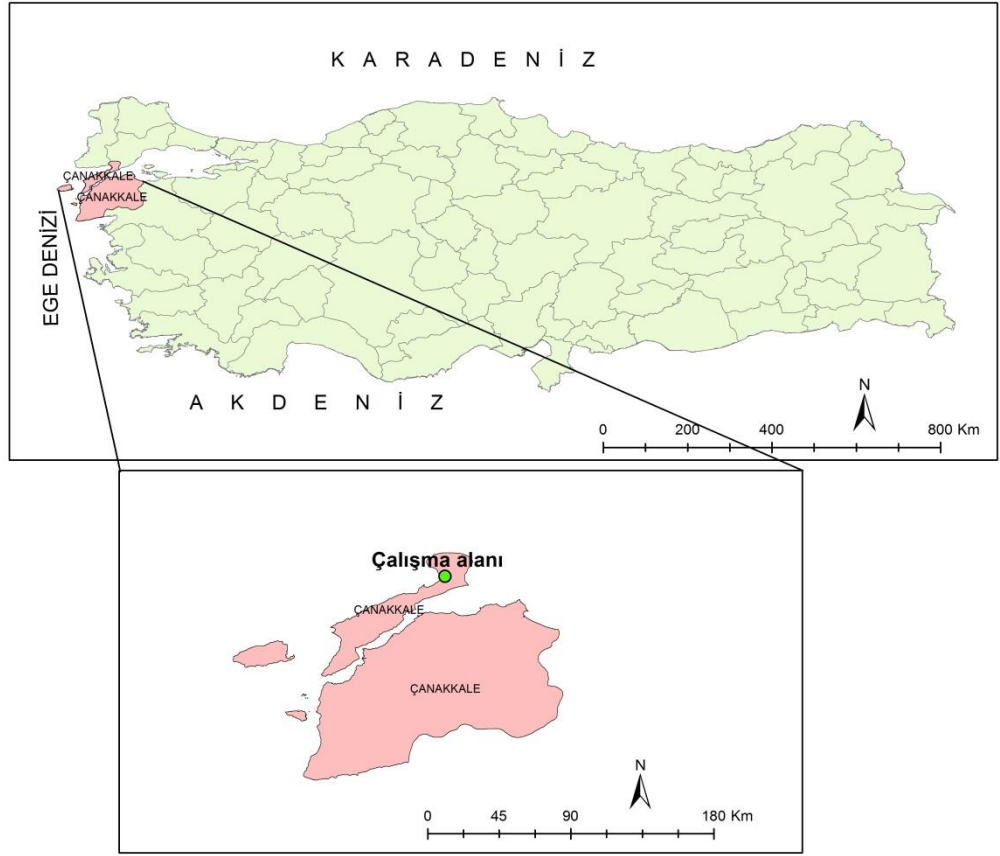 K A R A D E N İ Z
ÇANAKKALE
ÇANAKKALE
EGE DENİZİ
A K D E N İ Z
N
0 200 400 800 Km
Çalışma alanı
ÇANAKKALE
ÇANAKKALE
N
0 45 90 180 Km